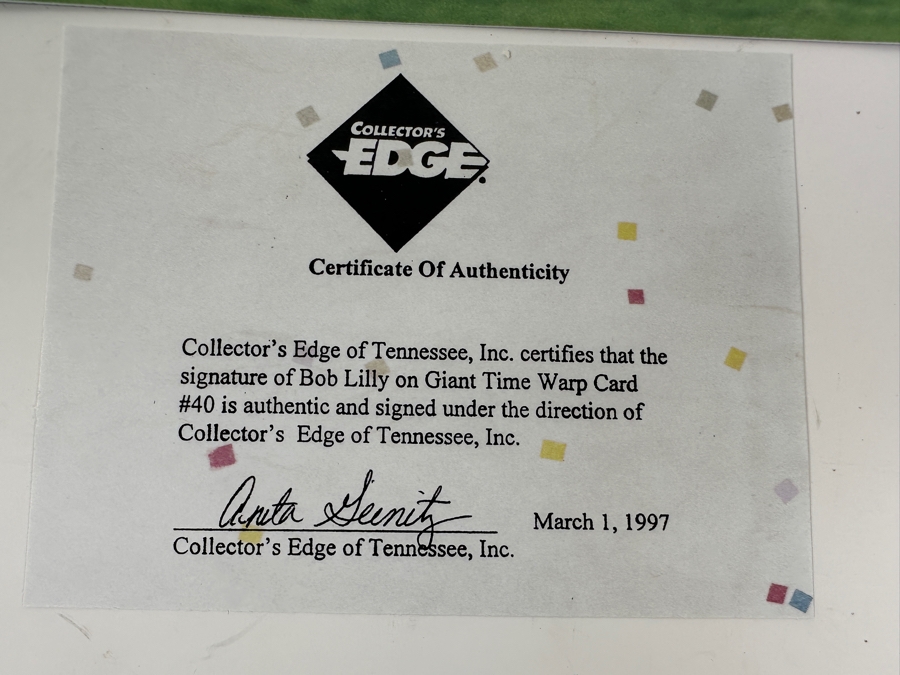 COLLECTOR'S
EDGE
Certificate Of Authenticity
Collector's Edge of Tennessee, Inc. certifies that the
signature of Bob Lilly on Giant Time Warp Card
#40 is authentic and signed under the direction of
Collector's Edge of Tennessee, Inc.
Anita
March 1, 1997
Collector's Edge of Tennessee, Inc.